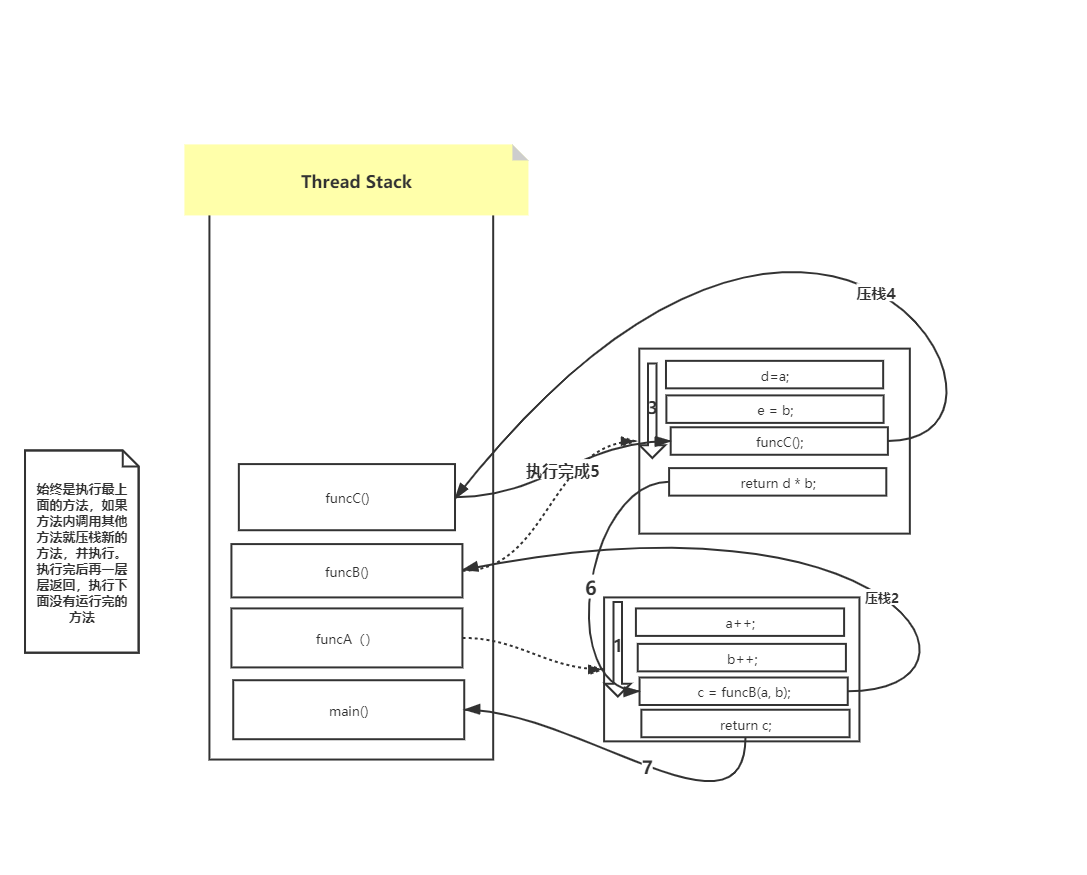 Thread Stack
压栈4
d=a;
3
e = b;
funcC();
执行完成5
return d * b;
始终是执行最上
面的方法，如果
方法内调用其他
方法就压栈新的
方法，并执行。
执行完后再一层
层返回，执行下
面没有运行完的
方法
funcC()
funcB()
funcA（）
main()
6
压栈2
a++;
1
b++;
c = funcB(a, b);
return c;
7